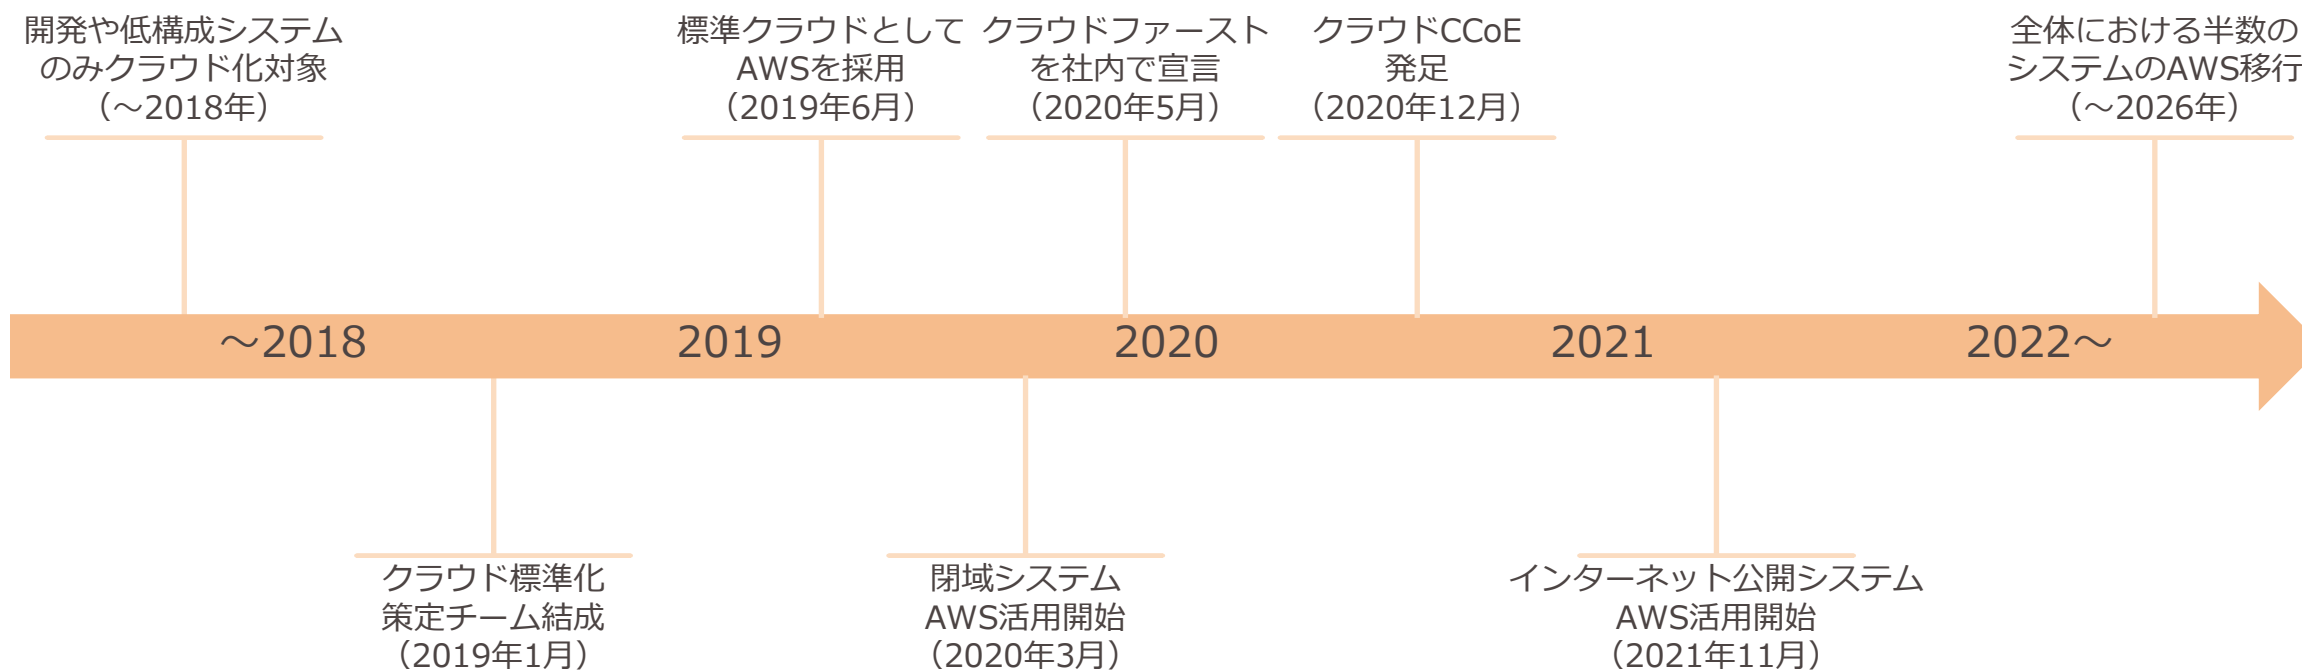 開発や低構成システム
のみクラウド化対象
（～2018年）
標準クラウドとして
AWSを採用
（2019年6月）
クラウドファースト
を社内で宣言
（2020年5月）
クラウドCCoE
発足
（2020年12月）
全体における半数の
システムのAWS移行
（～2026年）
～2018
2019
2020
2021
2022～
クラウド標準化
策定チーム結成
（2019年1月）
閉域システム
AWS活用開始
（2020年3月）
インターネット公開システム
AWS活用開始
（2021年11月）